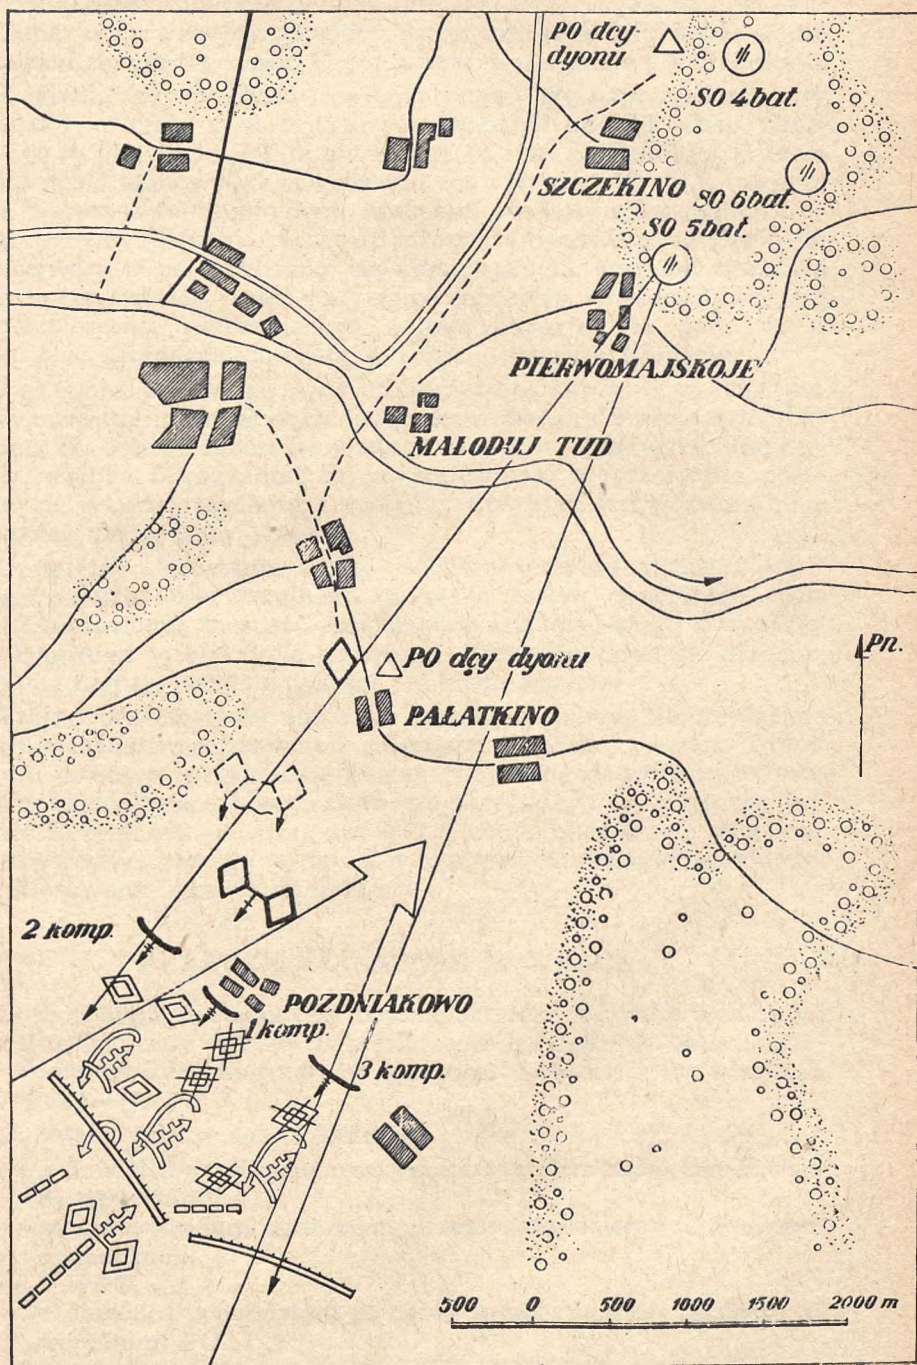 PO dcy
dyonu
SO 4 bat.
SZCZEKINO
SO 6 bat.
SO 5 bat.
PIERWOMAJSKOJE
MAŁODUJ TUD
Pn.
PO dcy dyonu
PAŁATKINO
2 komp.
POZDNIAKOWO
1 komp.
3 komp.
500 0 500 1000 1500 2000 m